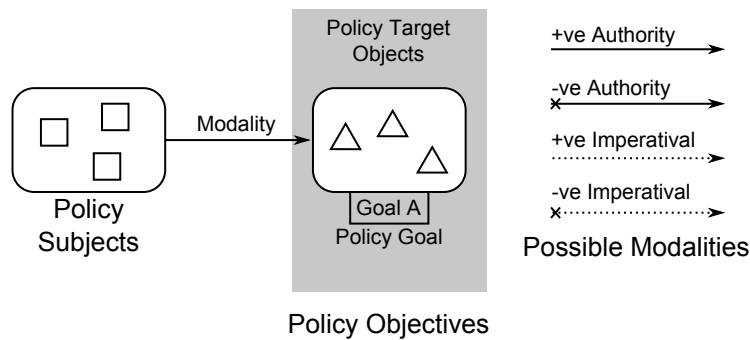 Policy Target
Objects
+ve Authority
-ve Authority
Modality
+ve Imperatival
-ve Imperatival
Goal A
Policy
Subjects
Policy Goal
Possible Modalities
Policy Objectives